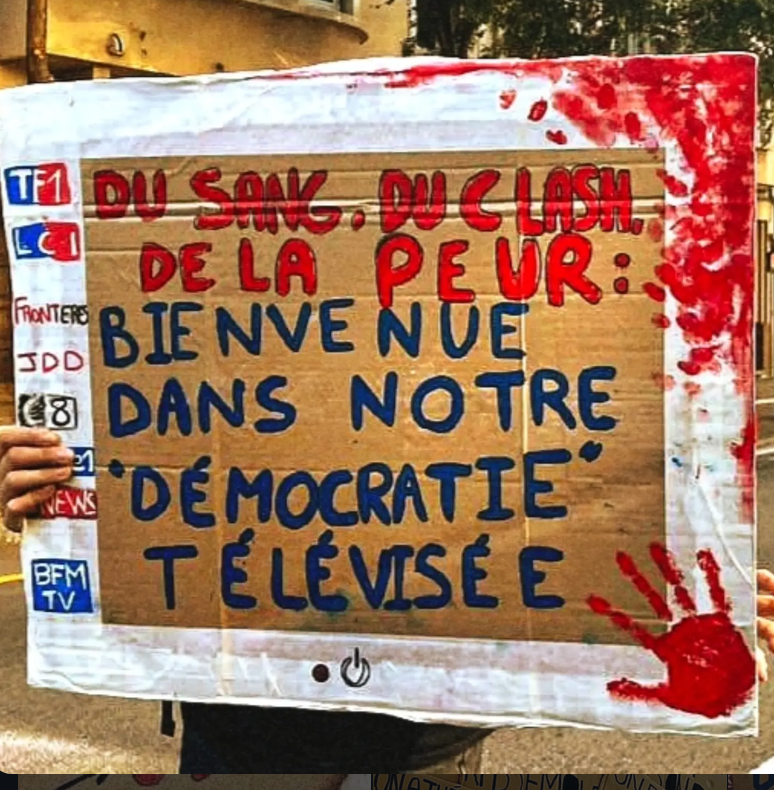 TF1
LCI
FRONTERES
JDD
8
NEWS
BFM
TV
DU SANG. DU CLASH.
DE LA PEUR:
BIENVENUE
DANS NOTRE
"DÉMOCRATIE"
TÉLÉVISÉE